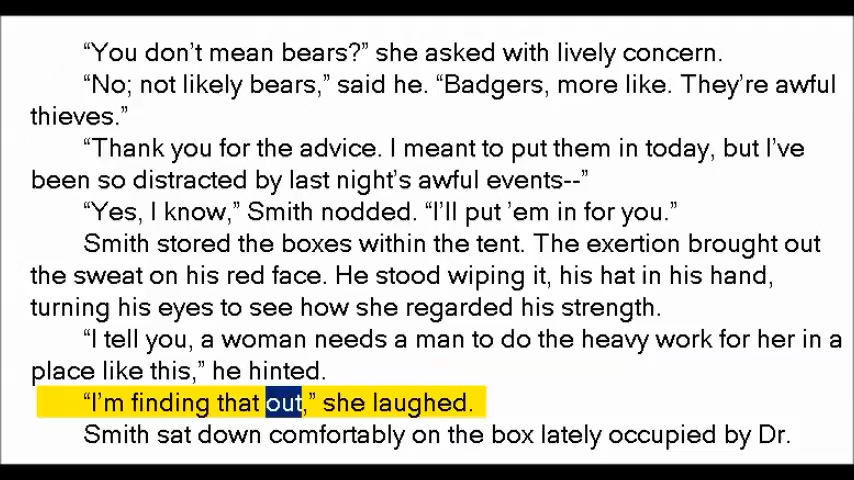 “You don’t mean bears?” she asked with lively concern.
“No; not likely bears,” said he. “Badgers, more like. They’re awful
thieves.”
“Thank you for the advice. I meant to put them in today, but I’ve
been so distracted by last night’s awful events--”
“Yes, I know,” Smith nodded. “I’ll put ’em in for you.”
Smith stored the boxes within the tent. The exertion brought out
the sweat on his red face. He stood wiping it, his hat in his hand,
turning his eyes to see how she regarded his strength.
“I tell you, a woman needs a man to do the heavy work for her in a
place like this,” he hinted.
“I’m finding that out,” she laughed.
Smith sat down comfortably on the box lately occupied by Dr.